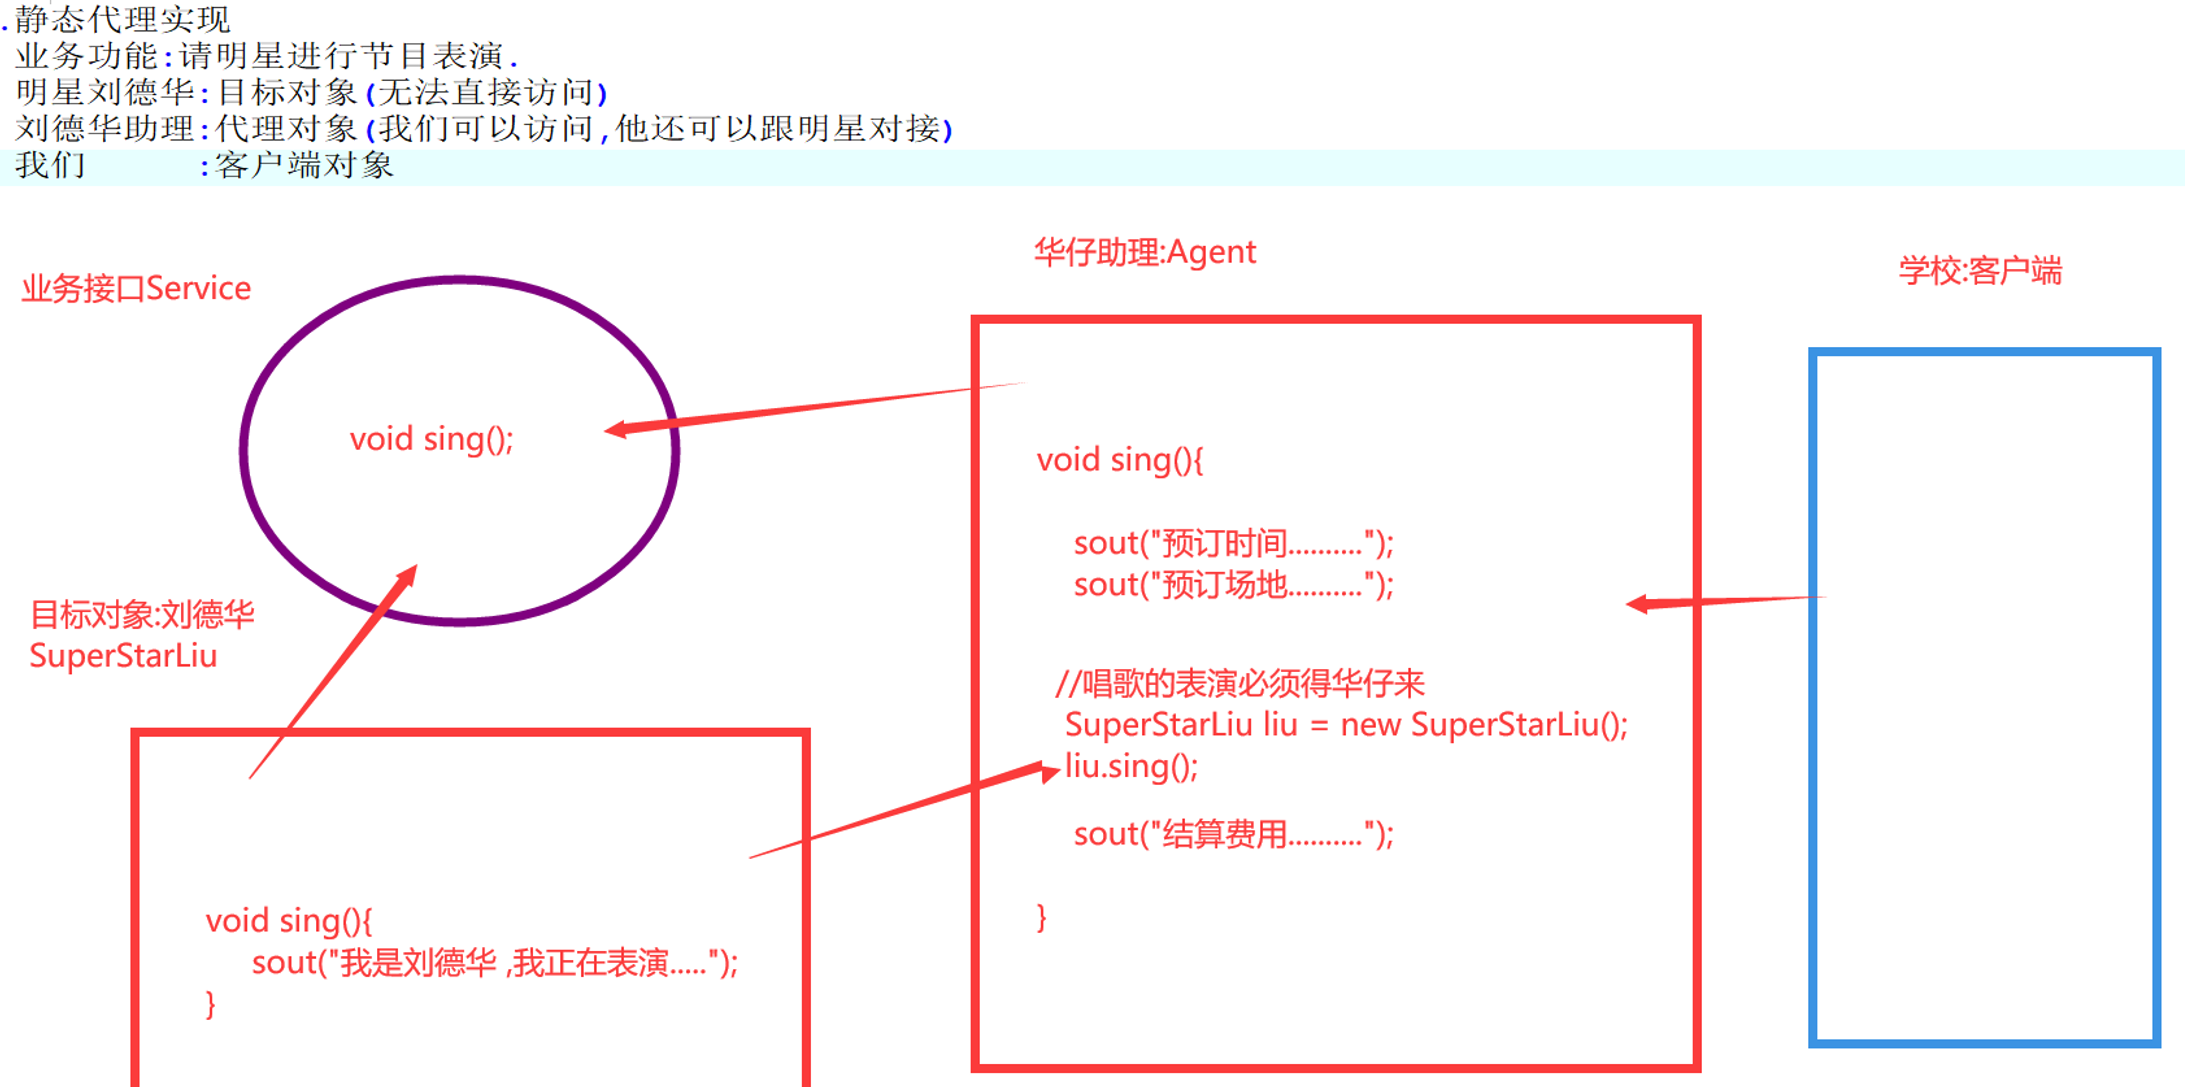 .静态代理实现
业务功能:请明星进行节目表演.
明星刘德华:目标对象(无法直接访问)
刘德华助理:代理对象(我们可以访问,他还可以跟明星对接)
我们      :客户端对象
业务接口Service
void sing();
目标对象:刘德华
SuperStarLiu
void sing(){
sout("我是刘德华 ,我正在表演.....");
}
华仔助理:Agent
void sing(){
sout("预订时间..........");
sout("预订场地..........");
//唱歌的表演必须得华仔来
SuperStarLiu liu = new SuperStarLiu();
liu.sing();
sout("结算费用..........");
}
学校:客户端